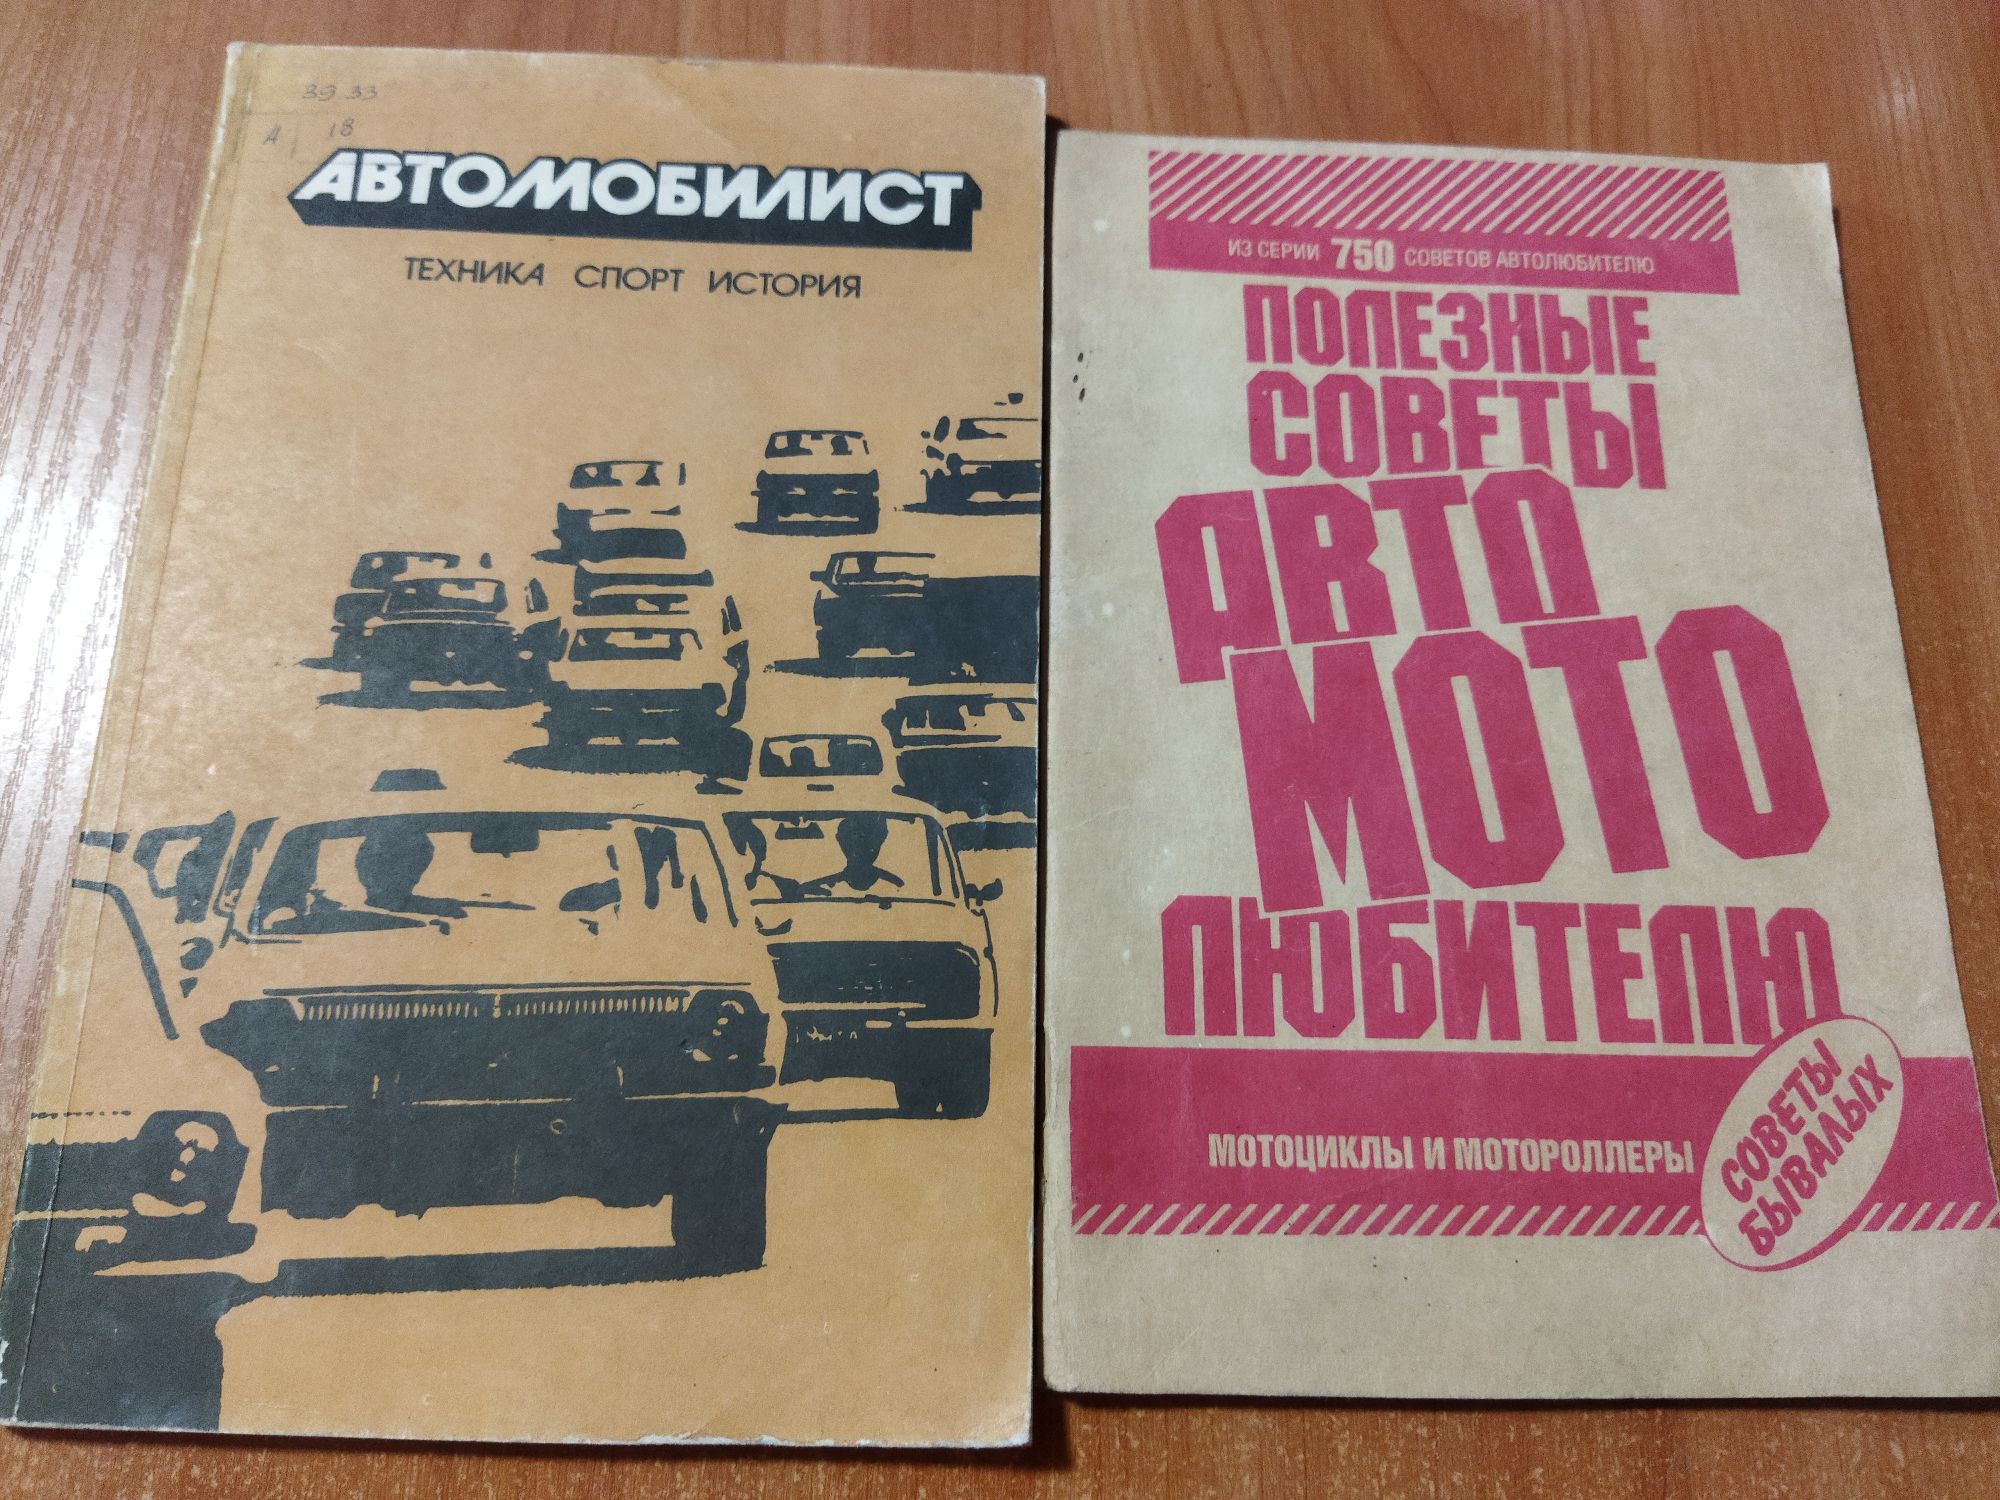 39.33
А 18
АВТОМОБИЛИСТ
ТЕХНИКА СПОРТ ИСТОРИЯ
ИЗ СЕРИИ 750 СОВЕТОВ АВТОЛЮБИТЕЛЮ
ПОЛЕЗНЫЕ
СОВЕТЫ
АВТО
МОТО
ЛЮБИТЕЛЮ
МОТОЦИКЛЫ И МОТОРОЛЛЕРЫ
СОВЕТЫ
БЫВАЛЫХ